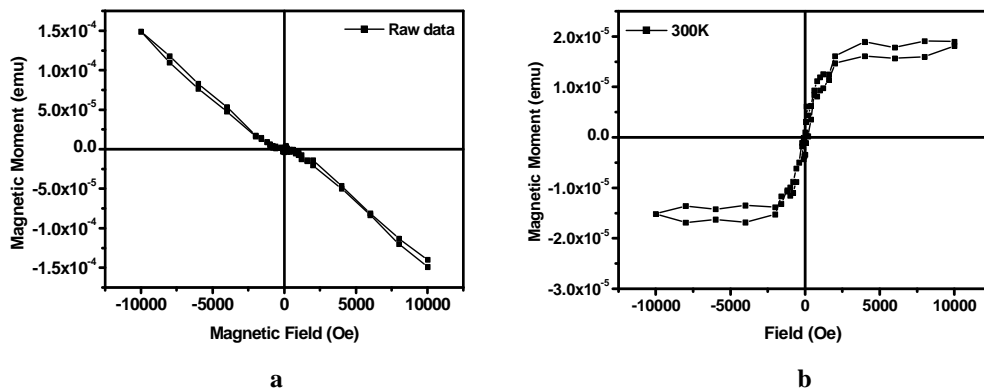 Raw data
1.5x10⁻⁴
1.0x10⁻⁴
5.0x10⁻⁵
0.0
-5.0x10⁻⁵
-1.0x10⁻⁴
-1.5x10⁻⁴
Magnetic Moment (emu)
-10000 -5000 0 5000 10000
Magnetic Field (Oe)
a
300K
2.0x10⁻⁵
1.0x10⁻⁵
0.0
-1.0x10⁻⁵
-2.0x10⁻⁵
-3.0x10⁻⁵
Magnetic Moment (emu)
-10000 -5000 0 5000 10000
Field (Oe)
b